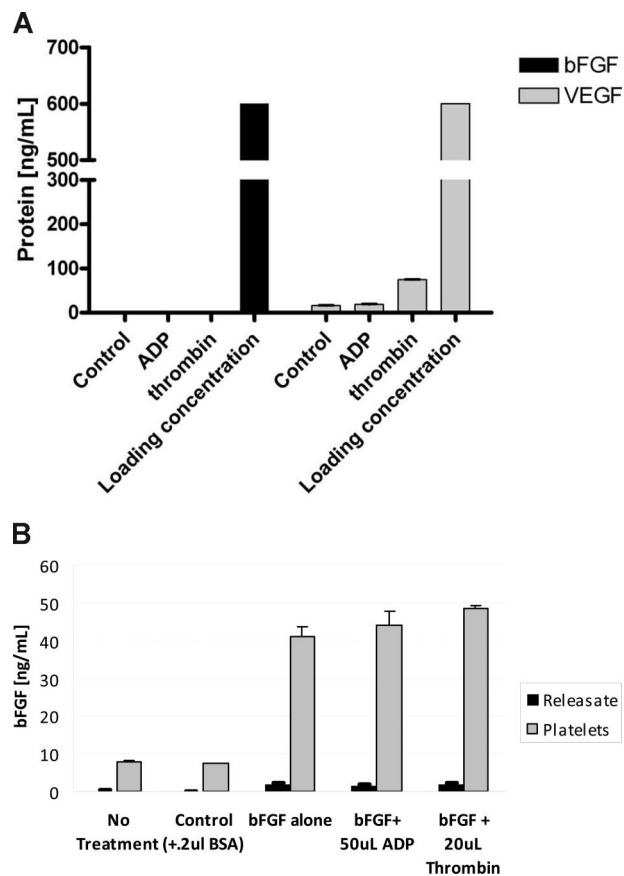 A
Protein [ng/mL]
700
600
500
300
200
100
0
bFGF
VEGF
Control
ADP
thrombin
Loading concentration
Control
ADP
thrombin
Loading concentration
B
bFGF [ng/mL]
60
50
40
30
20
10
0
Releasate
Platelets
No
Treatment
Control
(+.2ul BSA)
bFGF alone
bFGF+
50uL ADP
bFGF +
20uL
Thrombin